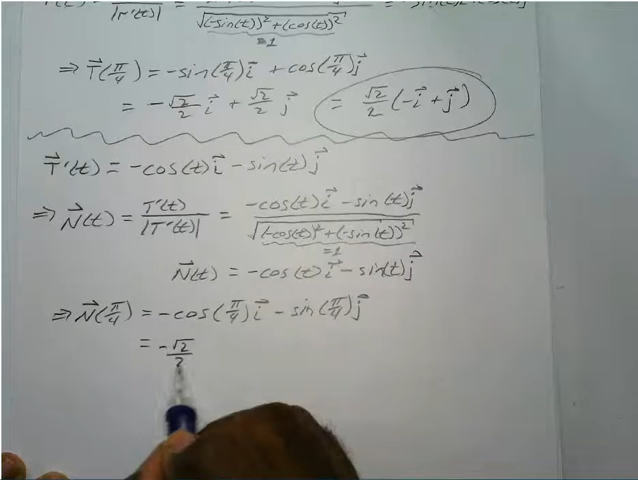 |r'(t)| √((-sin(t))² + (cos(t))²)
=1
⇒ T⃗(π/4) = -sin(π/4)i⃗ + cos(π/4)j⃗
= -√2/2 i⃗ + √2/2 j⃗ = √2/2 (-i⃗ + j⃗)
T⃗'(t) = -cos(t)i⃗ - sin(t)j⃗
⇒ N⃗(t) = T'(t)/|T'(t)| = (-cos(t)i⃗ - sin(t)j⃗)/√((-cos(t))² + (-sin(t))²)
=1
N⃗(t) = -cos(t)i⃗ - sin(t)j⃗
⇒ N⃗(π/4) = -cos(π/4)i⃗ - sin(π/4)j⃗
= -√2/2